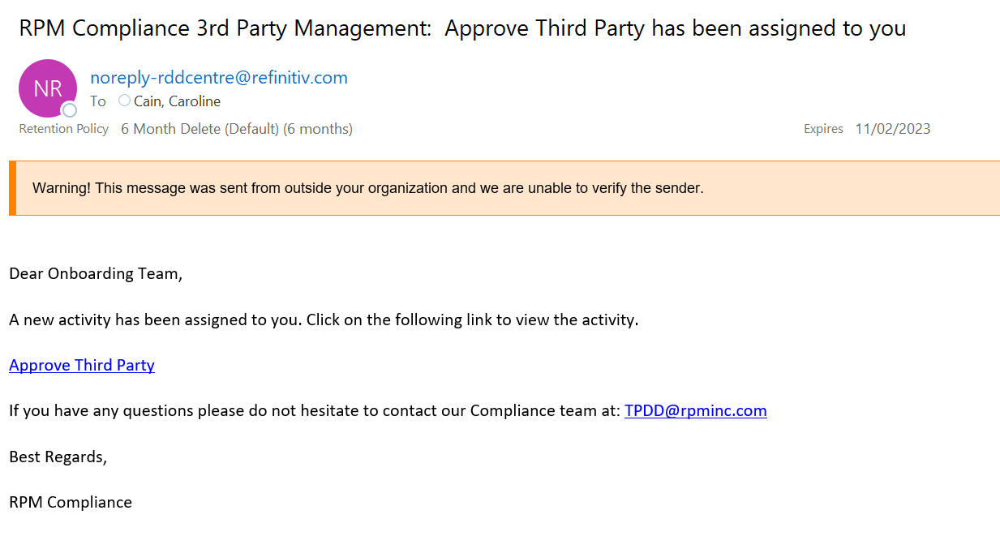 RPM Compliance 3rd Party Management:  Approve Third Party has been assigned to you
NR
noreply-rddcentre@refinitiv.com
To Cain, Caroline
Retention Policy 6 Month Delete (Default) (6 months) Expires 11/02/2023
Warning! This message was sent from outside your organization and we are unable to verify the sender.
Dear Onboarding Team,
A new activity has been assigned to you. Click on the following link to view the activity.
Approve Third Party
If you have any questions please do not hesitate to contact our Compliance team at: TPDD@rpminc.com
Best Regards,
RPM Compliance